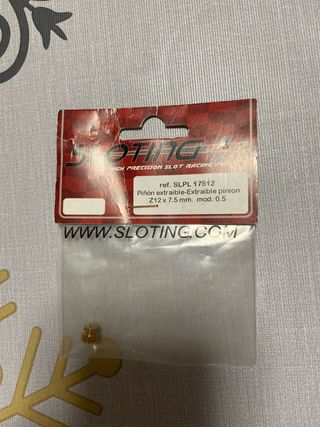 SLOTING
HIGH PRECISION SLOT RACING
ref. SLPL 17512
Piñón extraible-Extraible pinion
Z12 x 7.5 mm. mod. 0.5
WWW.SLOTING.COM